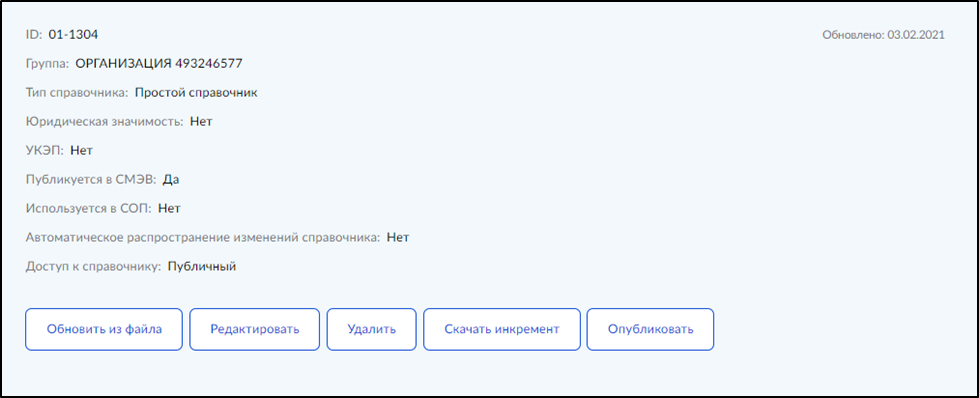 ID: 01-1304
Обновлено: 03.02.2021
Группа: ОРГАНИЗАЦИЯ 493246577
Тип справочника: Простой справочник
Юридическая значимость: Нет
УКЭП: Нет
Публикуется в СМЭВ: Да
Используется в СОП: Нет
Автоматическое распространение изменений справочника: Нет
Доступ к справочнику: Публичный
Обновить из файла Редактировать Удалить Скачать инкремент Опубликовать